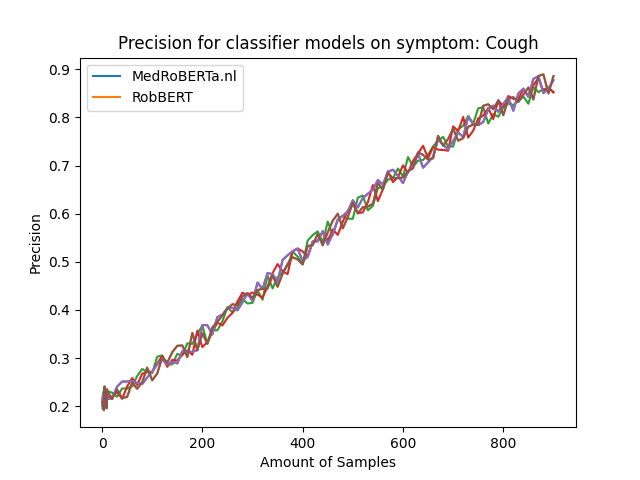 Precision for classifier models on symptom: Cough
MedRoBERTa.nl
RobBERT
0.9
0.8
0.7
0.6
0.5
0.4
0.3
0.2
Precision
0
200
400
600
800
Amount of Samples